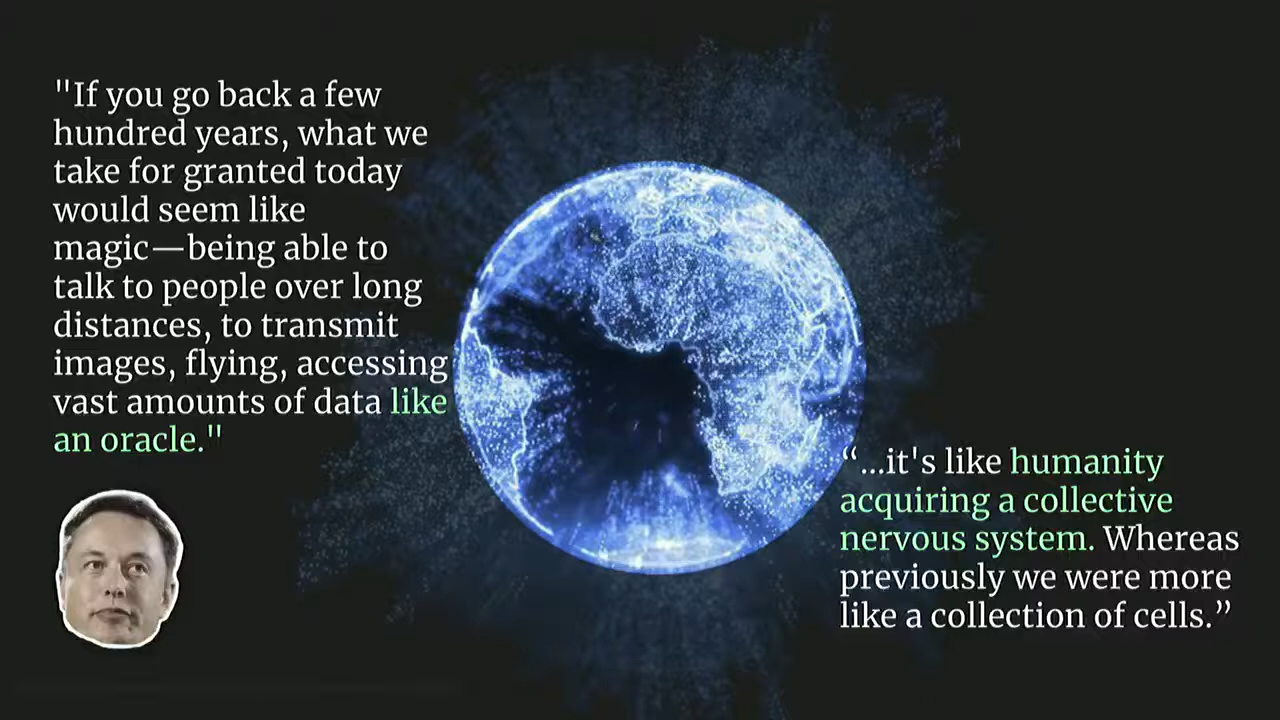 "If you go back a few
hundred years, what we
take for granted today
would seem like
magic—being able to
talk to people over long
distances, to transmit
images, flying, accessing
vast amounts of data like
an oracle."
“...it's like humanity
acquiring a collective
nervous system. Whereas
previously we were more
like a collection of cells.”